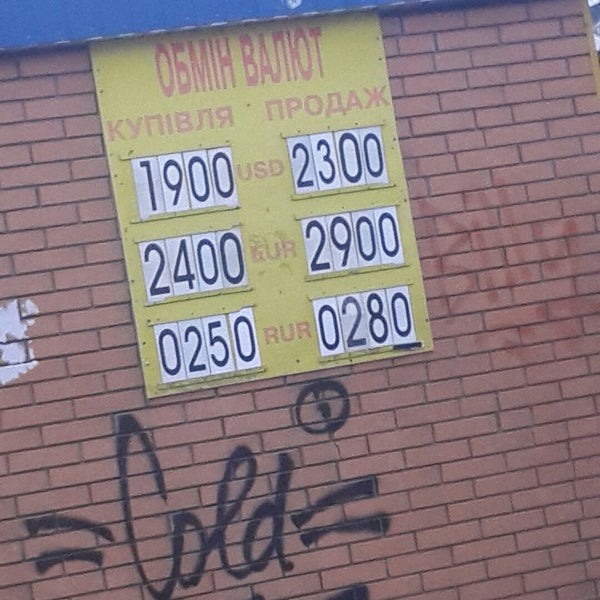 ОБМІН ВАЛЮТ
КУПІВЛЯ ПРОДАЖ
1900 USD 2300
2400 EUR 2900
0250 RUR 0280
Cold